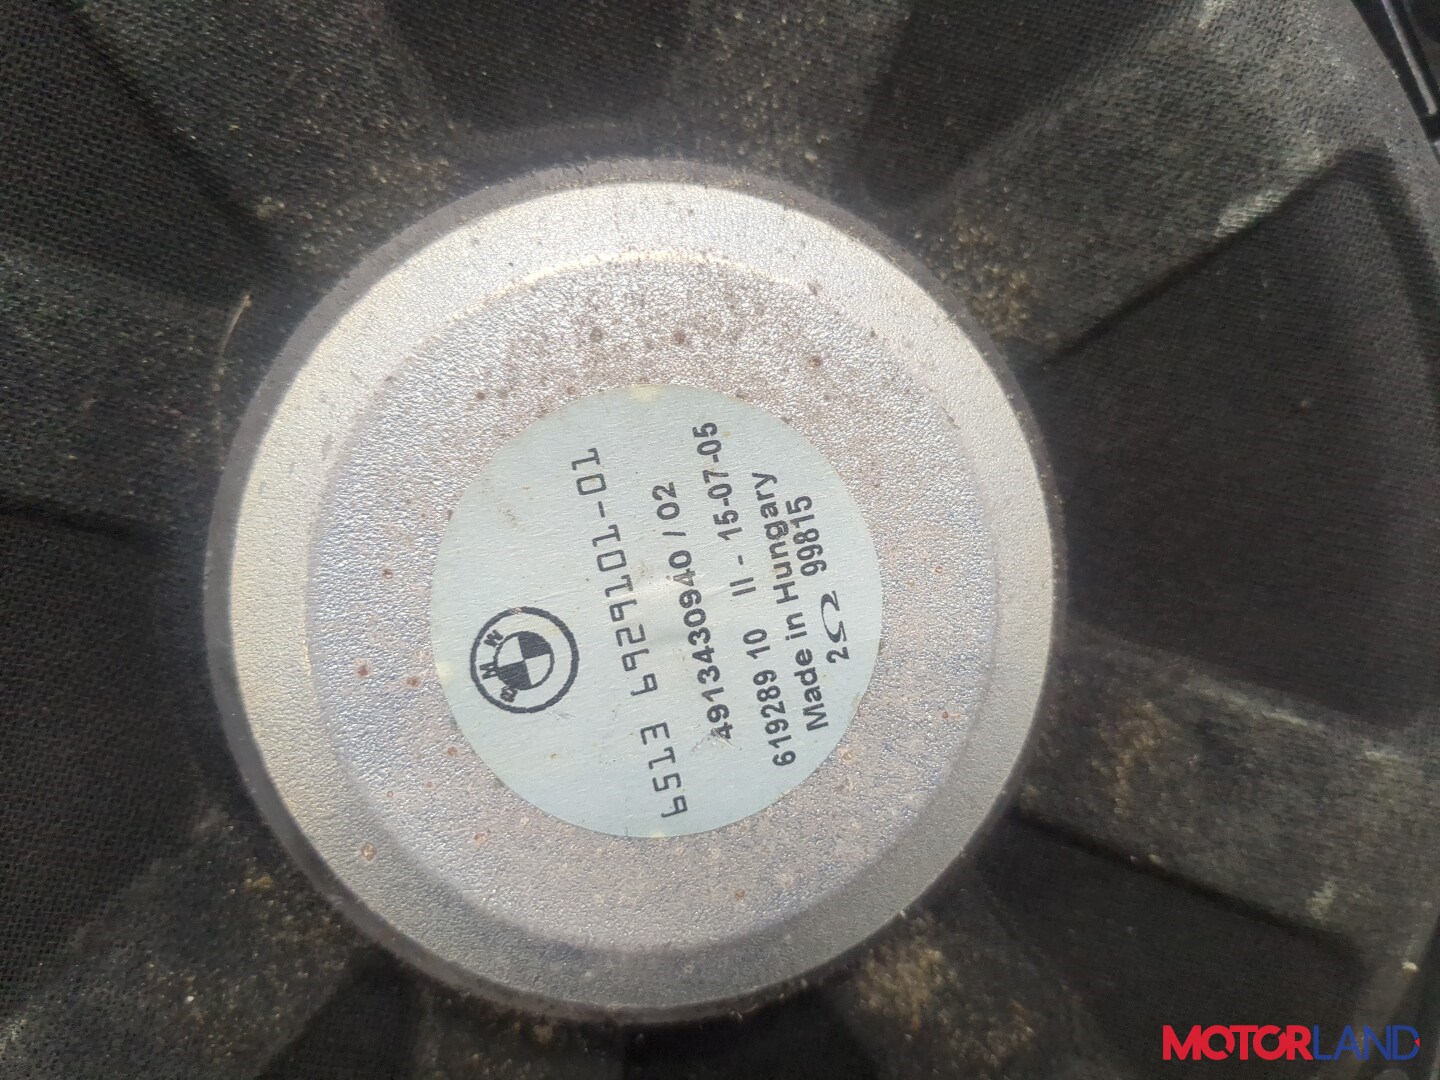 BMW
6513 6929101-01
4913430940 / 02
619289 10 II - 15-07-05
Made in Hungary
2Ω 99815
MOTORLAND